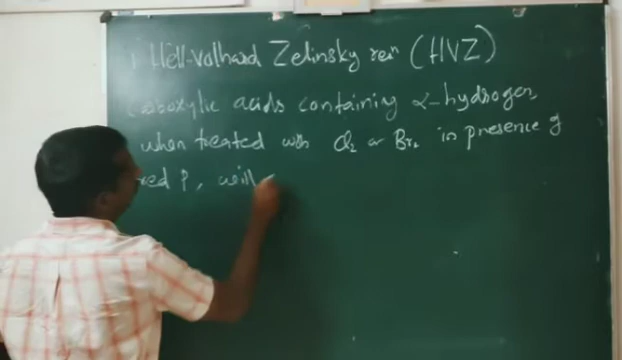 1 Hell-Volhard Zelinsky reaⁿ (HVZ)
Carboxylic acids containing α-hydrogen,
when treated with Cl₂ or Br₂ in presence of
red P, will